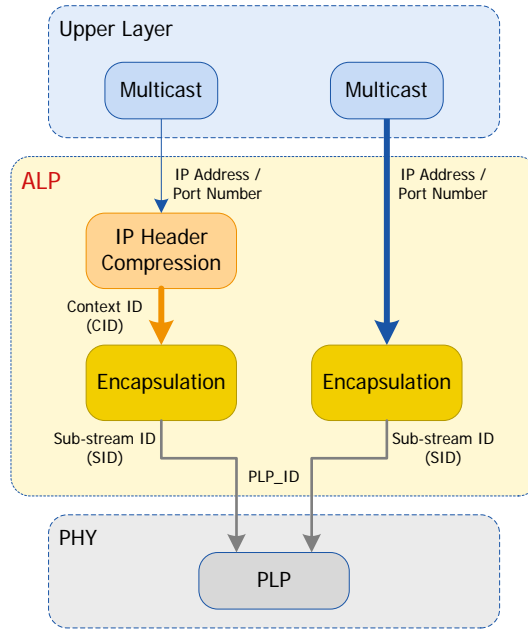 Upper Layer
Multicast
Multicast
IP Address /
Port Number
IP Address /
Port Number
ALP
IP Header
Compression
Context ID
(CID)
Encapsulation
Encapsulation
Sub-stream ID
(SID)
Sub-stream ID
(SID)
PLP_ID
PHY
PLP